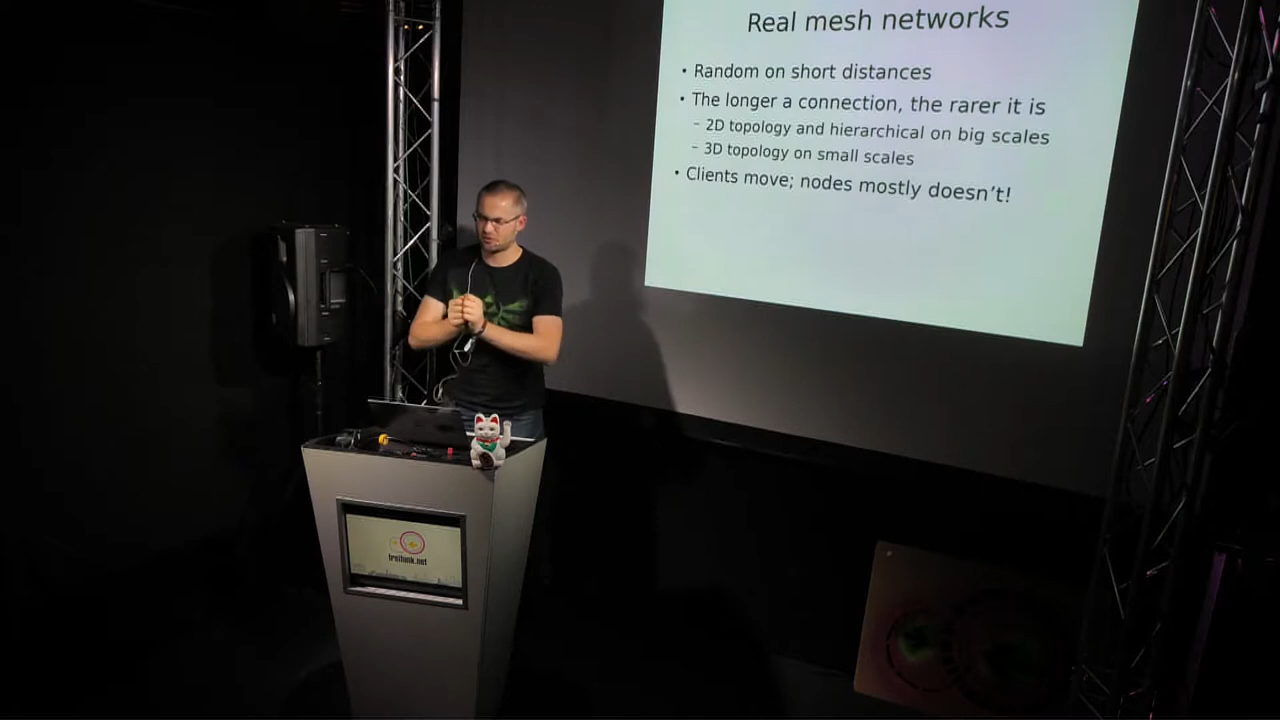 Real mesh networks
• Random on short distances
• The longer a connection, the rarer it is
– 2D topology and hierarchical on big scales
– 3D topology on small scales
• Clients move; nodes mostly doesn't!
freifunk.net